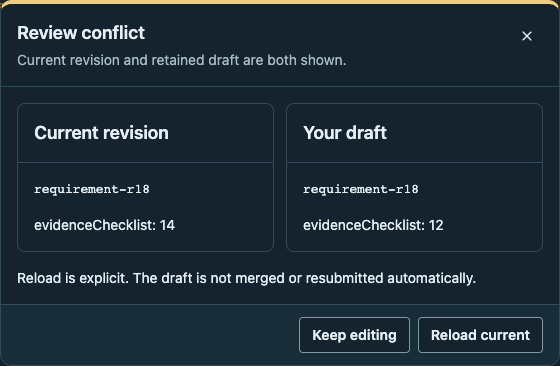 Review conflict
Current revision and retained draft are both shown.
Current revision
requirement-r18
evidenceChecklist: 14
Your draft
requirement-r18
evidenceChecklist: 12
Reload is explicit. The draft is not merged or resubmitted automatically.
Keep editing
Reload current